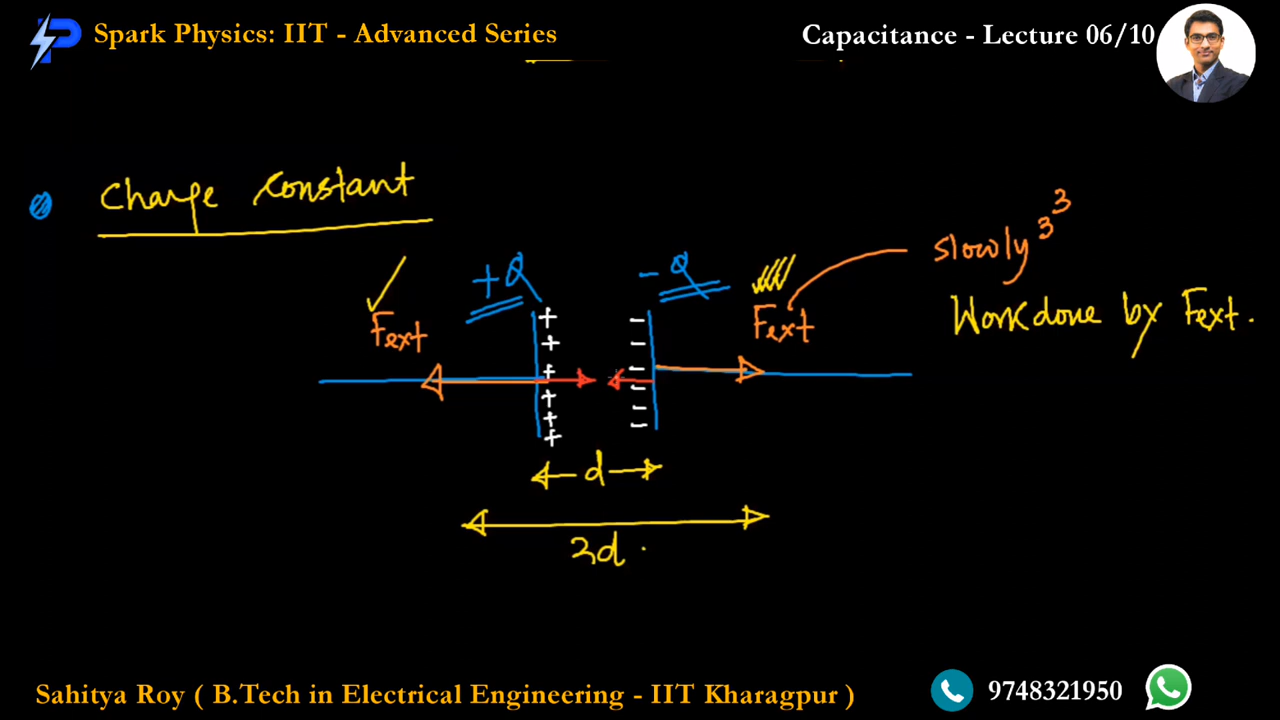 Spark Physics: IIT - Advanced Series
Capacitance - Lecture 06/10
Charge Constant
+Q
-Q
slowly
Fext
Fext
Workdone by Fext.
+
+
+
+
+
+
-
-
-
-
-
-
d
3d
Sahitya Roy ( B.Tech in Electrical Engineering - IIT Kharagpur )
9748321950